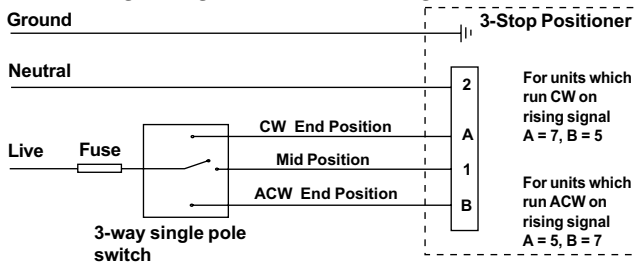 Ground
3-Stop Positioner
Neutral
2
For units which
run CW on
rising signal
A = 7, B = 5
CW End Position
A
Live
Fuse
Mid Position
1
ACW End Position
B
For units which
run ACW on
rising signal
A = 5, B = 7
3-way single pole
switch